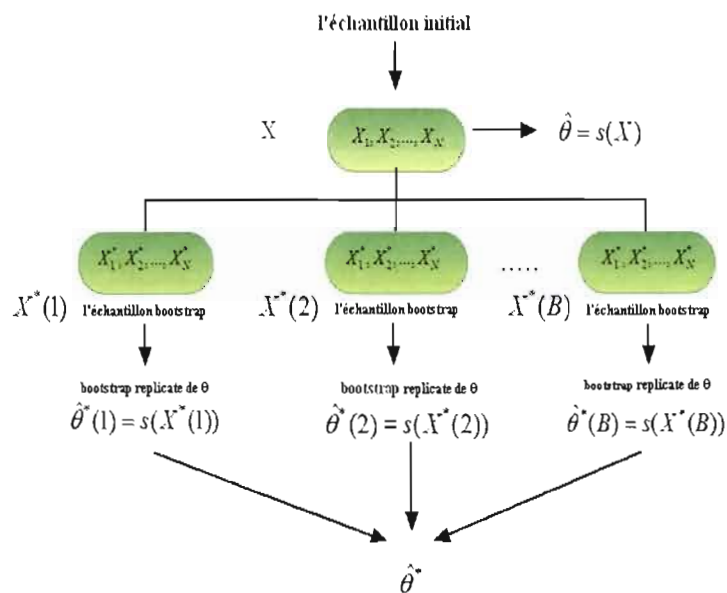 l'échantillon initial
X
X₁, X₂,..., X_N
θ̂ = s(X)
X*₁, X*₂,..., X*_N
X*₁, X*₂,..., X*_N
.....
X*₁, X*₂,..., X*_N
X*(1)
l'échantillon bootstrap
X*(2)
l'échantillon bootstrap
X*(B)
l'échantillon bootstrap
bootstrap replicate de θ
bootstrap replicate de θ
bootstrap replicate de θ
θ̂*(1) = s(X*(1))
θ̂*(2) = s(X*(2))
θ̂*(B) = s(X*(B))
θ̂*